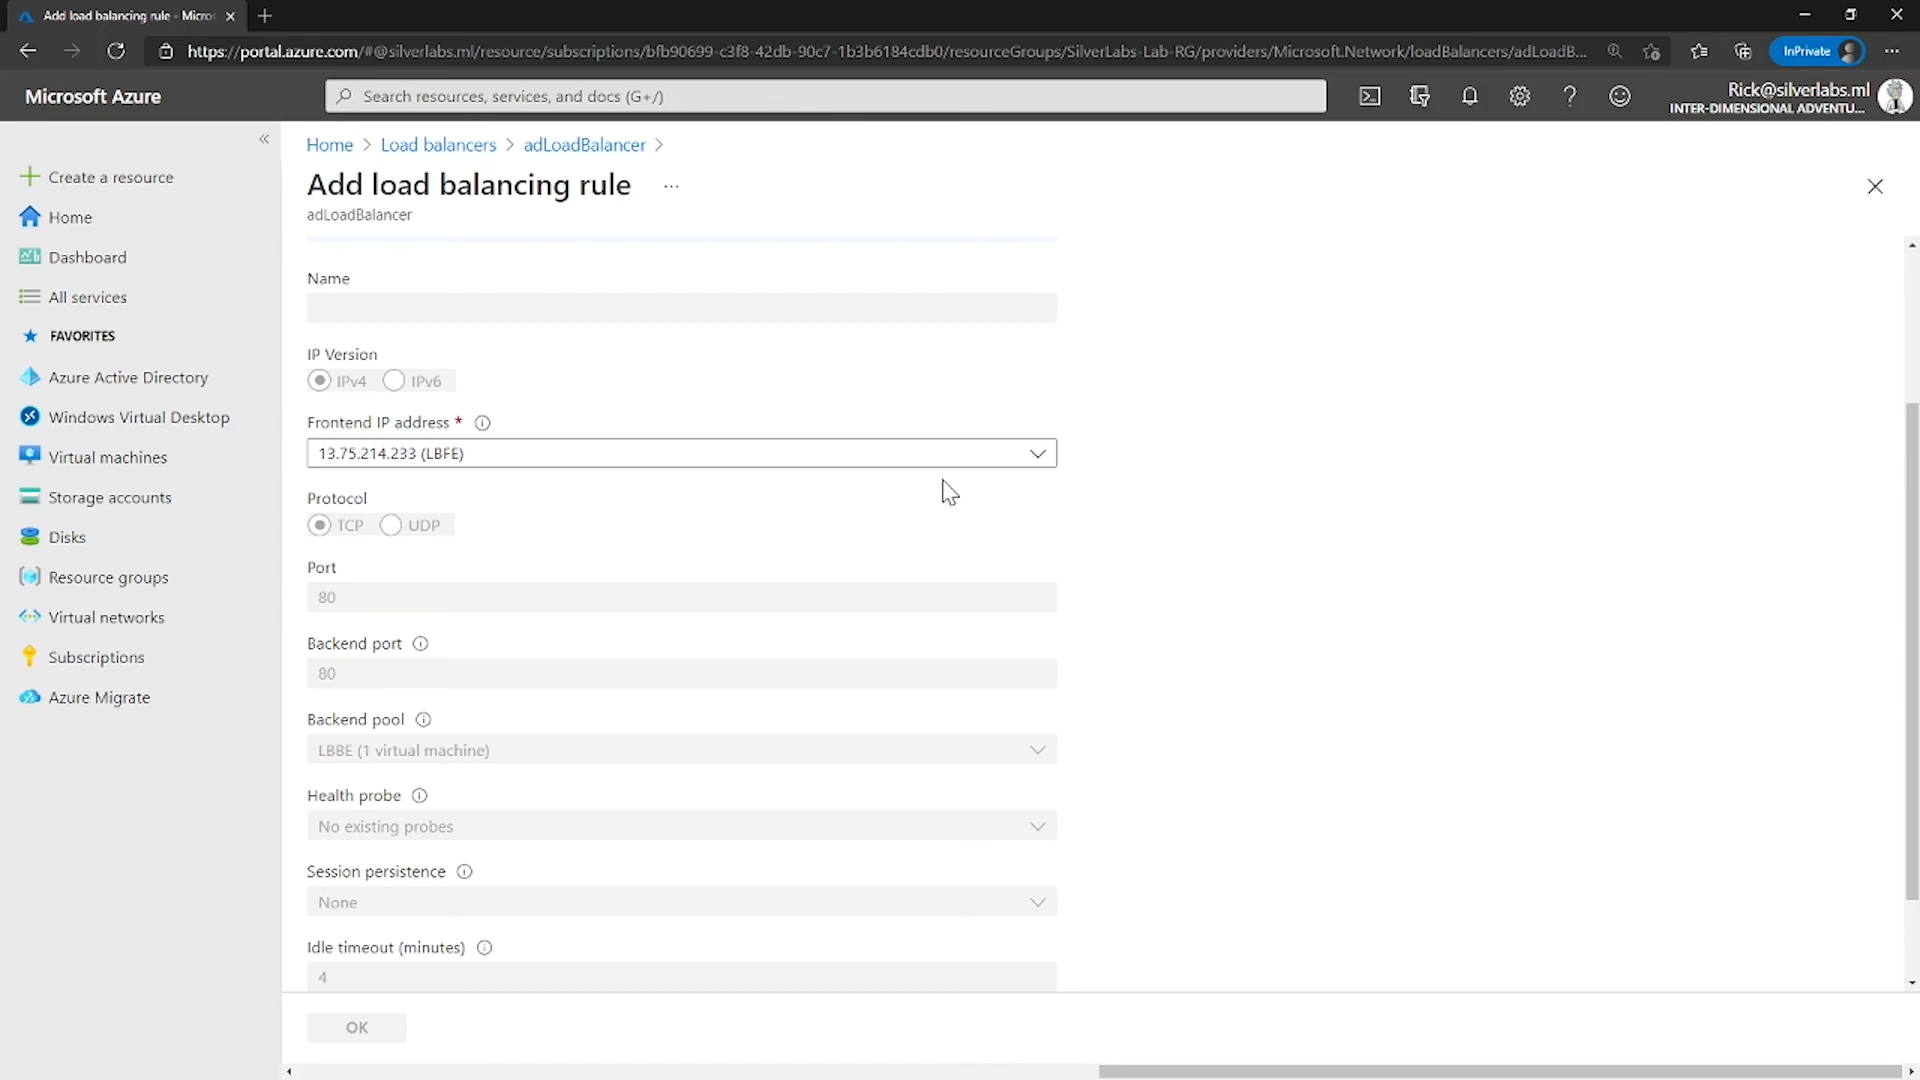 Add load balancing rule - Micros
https://portal.azure.com/#@silverlabs.ml/resource/subscriptions/bfb90699-c3f8-42db-90c7-1b3b6184cdb0/resourceGroups/SilverLabs-Lab-RG/providers/Microsoft.Network/loadBalancers/adLoadB...
InPrivate
Microsoft Azure
Search resources, services, and docs (G+/)
Rick@silverlabs.ml
INTER-DIMENSIONAL ADVENTU...
Home > Load balancers > adLoadBalancer >
Add load balancing rule ...
adLoadBalancer
Create a resource
Home
Dashboard
All services
FAVORITES
Azure Active Directory
Windows Virtual Desktop
Virtual machines
Storage accounts
Disks
Resource groups
Virtual networks
Subscriptions
Azure Migrate
Name
IP Version
IPv4 IPv6
Frontend IP address *
13.75.214.233 (LBFE)
Protocol
TCP UDP
Port
80
Backend port
80
Backend pool
LBBE (1 virtual machine)
Health probe
No existing probes
Session persistence
None
Idle timeout (minutes)
4
OK